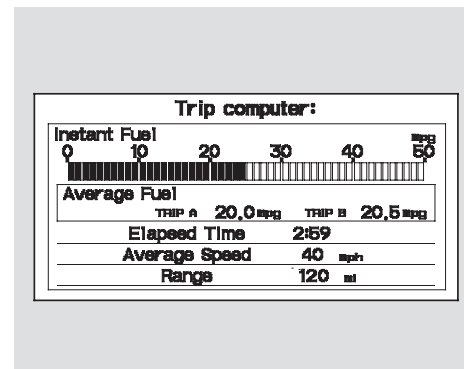 Trip computer:
Instant Fuel mpg
0 10 20 30 40 50
Average Fuel
TRIP A 20.0 mpg TRIP B 20.5 mpg
Elapsed Time 2:59
Average Speed 40 mph
Range 120 mi